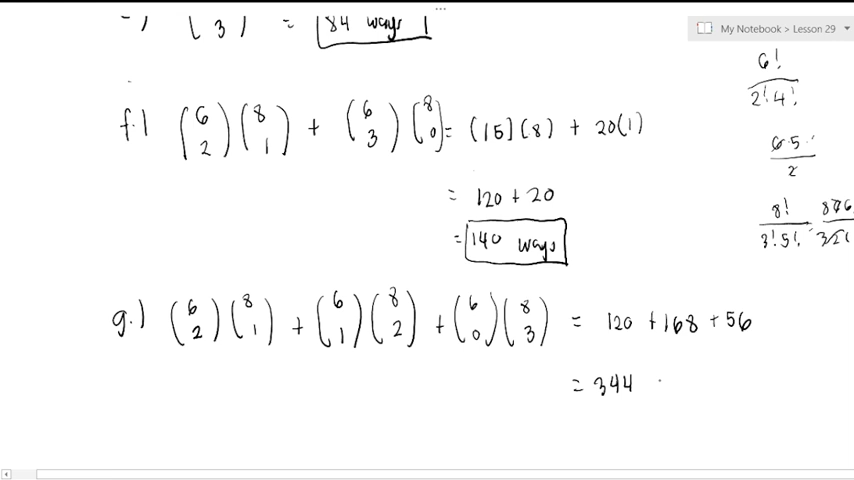 My Notebook > Lesson 29
( 3 ) = 84 ways
f.) (6 2)(8 1) + (6 3)(8 0) = (15)(8) + 20(1)
= 120 + 20
= 140 ways
g.) (6 2)(8 1) + (6 1)(8 2) + (6 0)(8 3) = 120 + 168 + 56
= 344
6!
2!4!
6·5
2
8!
3!5!